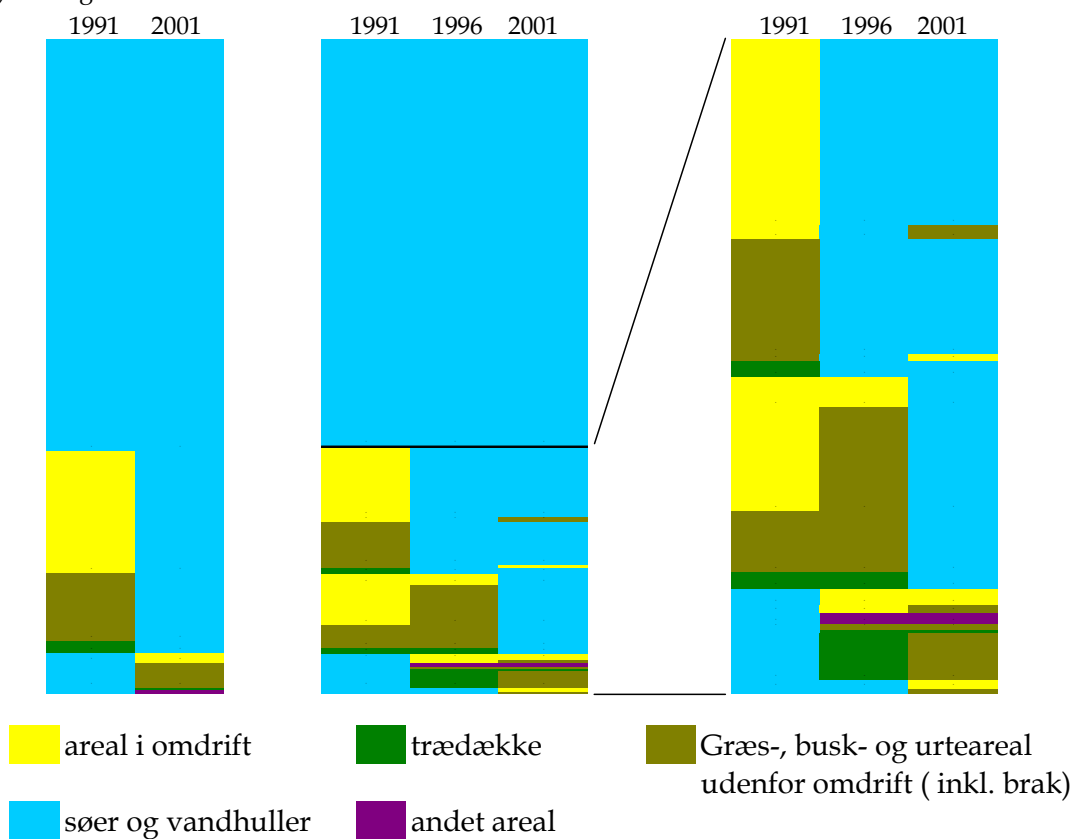 1991 2001
1991 1996 2001
1991 1996 2001
areal i omdrift
trædække
Græs-, busk- og urteareal
udenfor omdrift ( inkl. brak)
søer og vandhuller
andet areal